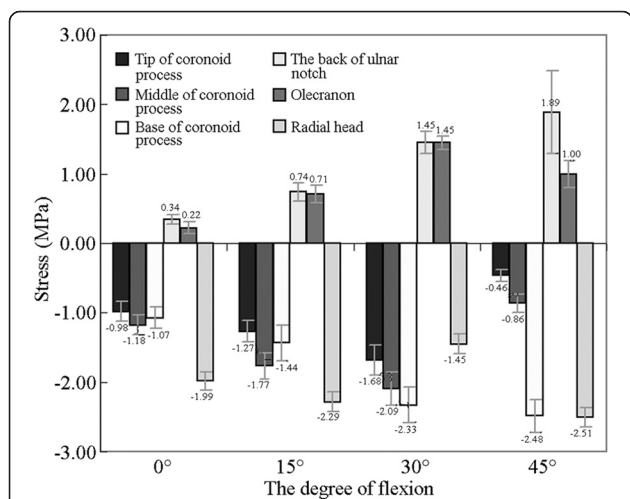 3.00
2.00
1.00
0.00
-1.00
-2.00
-3.00
Stress (MPa)
Tip of coronoid
process
Middle of coronoid
process
Base of coronoid
process
The back of ulnar
notch
Olecranon
Radial head
-0.98
-1.18
-1.07
0.34
0.22
-1.99
-1.27
-1.77
-1.44
0.74
0.71
-2.29
-1.68
-2.09
-2.33
1.45
1.45
-1.45
-0.46
-0.86
-2.48
1.89
1.00
-2.51
0°
15°
30°
45°
The degree of flexion